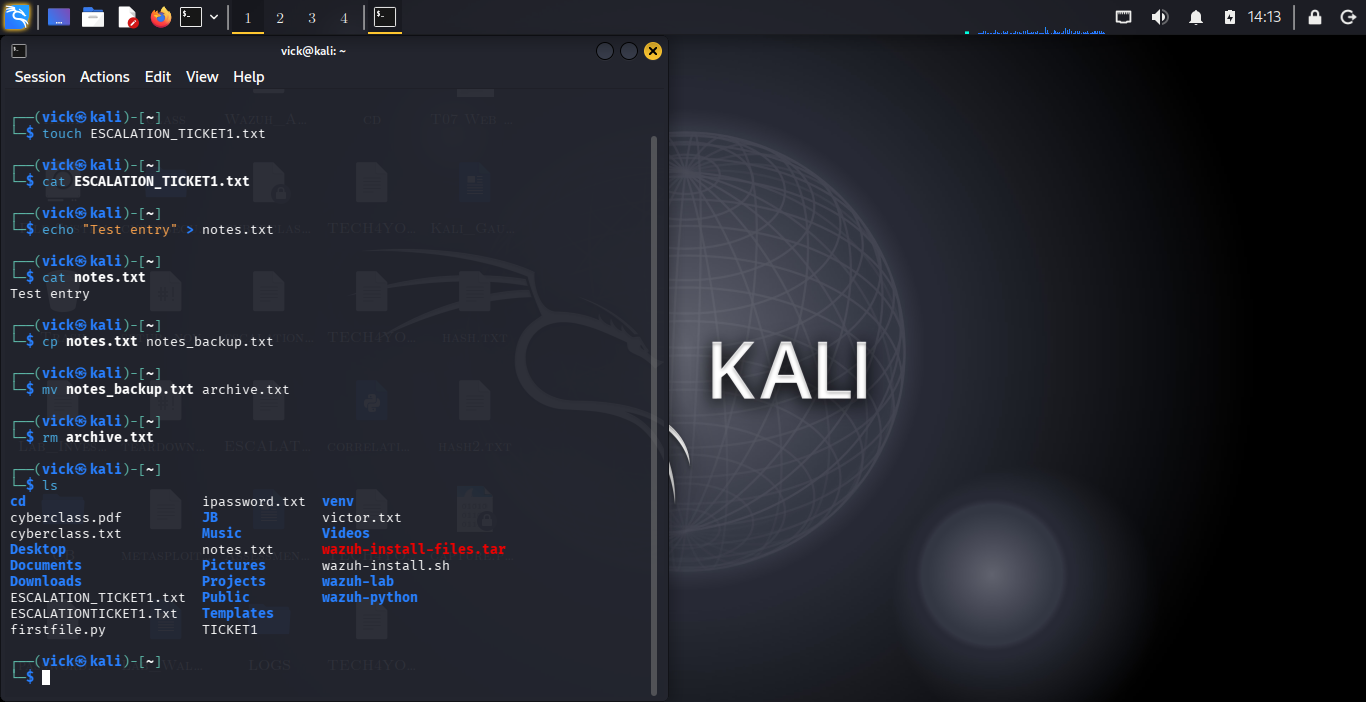 1 2 3 4 14:13
vick@kali: ~
Session Actions Edit View Help
┌──(vick㉿kali)-[~]
└─$ touch ESCALATION_TICKET1.txt
┌──(vick㉿kali)-[~]
└─$ cat ESCALATION_TICKET1.txt
┌──(vick㉿kali)-[~]
└─$ echo "Test entry" > notes.txt
┌──(vick㉿kali)-[~]
└─$ cat notes.txt
Test entry
┌──(vick㉿kali)-[~]
└─$ cp notes.txt notes_backup.txt
┌──(vick㉿kali)-[~]
└─$ mv notes_backup.txt archive.txt
┌──(vick㉿kali)-[~]
└─$ rm archive.txt
┌──(vick㉿kali)-[~]
└─$ ls
cd ipassword.txt venv
cyberclass.pdf JB victor.txt
cyberclass.txt Music Videos
Desktop notes.txt wazuh-install-files.tar
Documents Pictures wazuh-install.sh
Downloads Projects wazuh-lab
ESCALATION_TICKET1.txt Public wazuh-python
ESCALATIONTICKET1.Txt Templates
firstfile.py TICKET1
┌──(vick㉿kali)-[~]
└─$
KALI
LOGS TECH4YO...